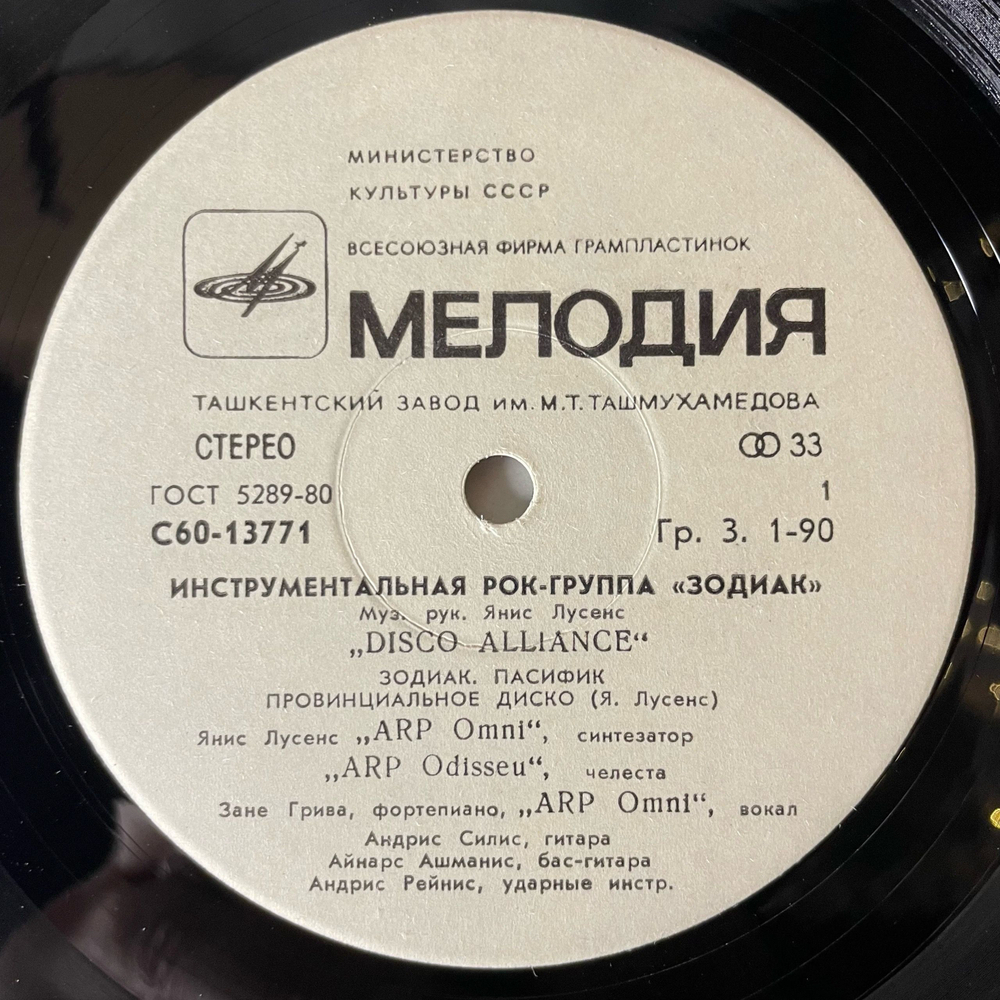 МИНИСТЕРСТВО
КУЛЬТУРЫ СССР
ВСЕСОЮЗНАЯ ФИРМА ГРАМПЛАСТИНОК
МЕЛОДИЯ
ТАШКЕНТСКИЙ ЗАВОД ИМ. М.Т. ТАШМУХАМЕДОВА
СТЕРЕО 33
ГОСТ 5289-80 1
С60-13771 Гр. 3. 1-90
ИНСТРУМЕНТАЛЬНАЯ РОК-ГРУППА «ЗОДИАК»
Муз. рук. Янис Лусенс
„DISCO ALLIANCE“
ЗОДИАК. ПАСИФИК
ПРОВИНЦИАЛЬНОЕ ДИСКО (Я. Лусенс)
Янис Лусенс „ARP Omni“, синтезатор
„ARP Odisseu“, челеста
Зане Грива, фортепиано, „ARP Omni“, вокал
Андрис Силис, гитара
Айнарс Ашманис, бас-гитара
Андрис Рейнис, ударные инстр.